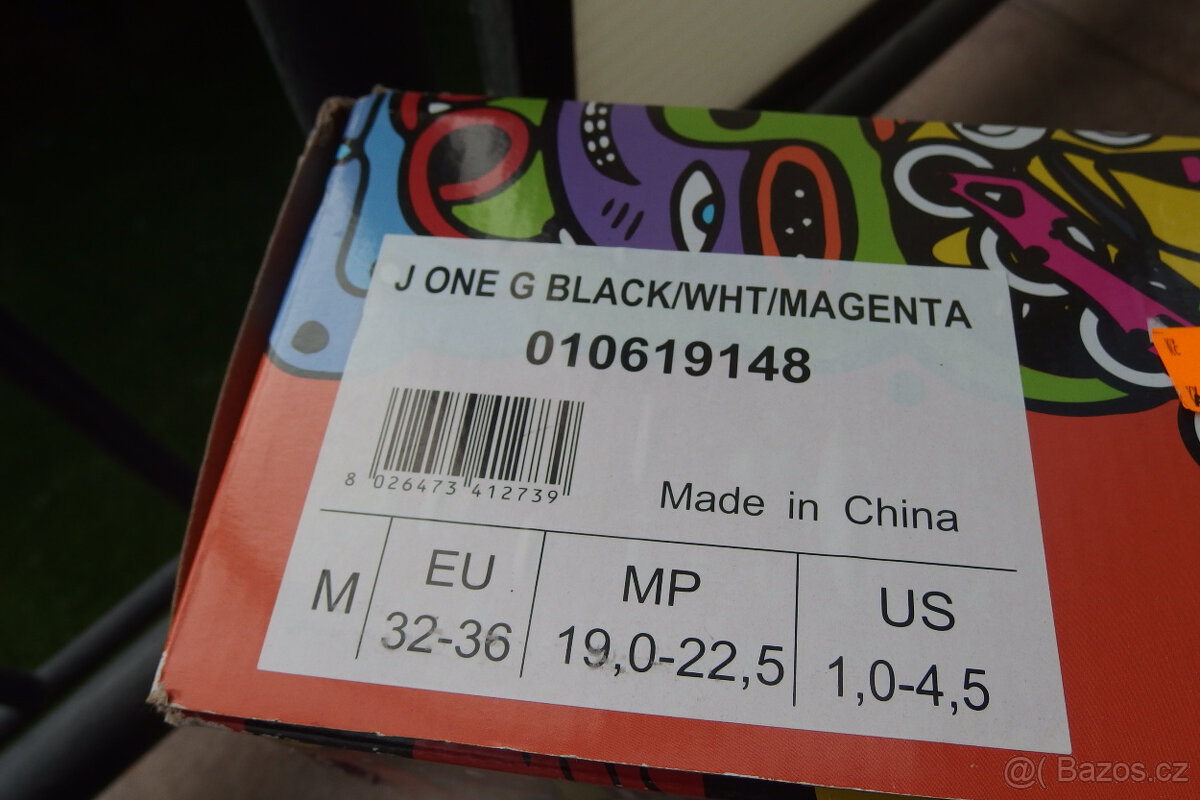 J ONE G BLACK/WHT/MAGENTA
010619148
8 026473 412739
Made in China
M
EU
32-36
MP
19,0-22,5
US
1,0-4,5
@( Bazos.cz